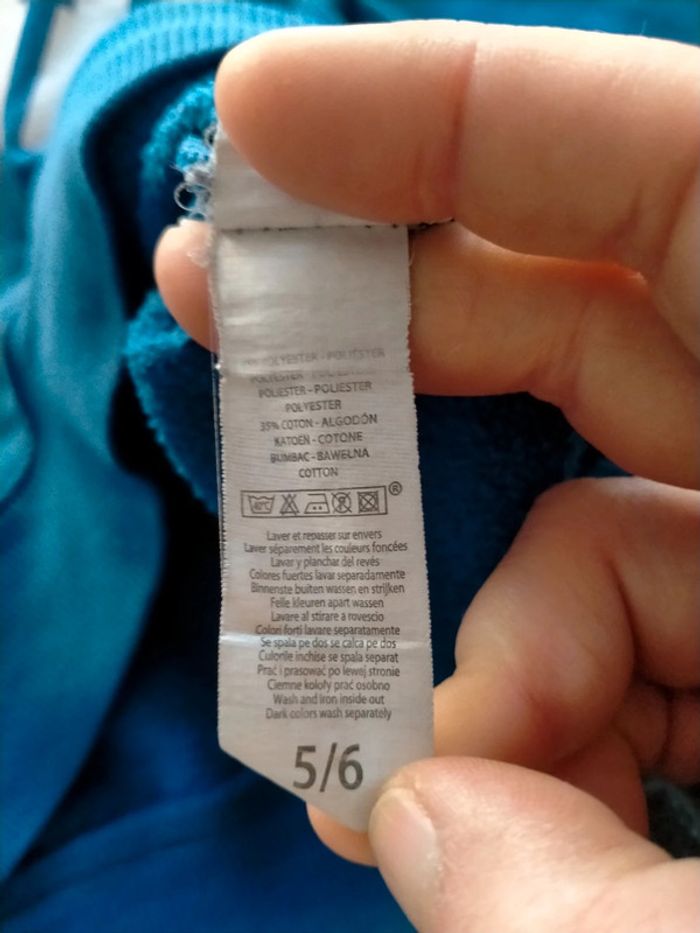 POLYESTER - POLIESTER
POLIESTER - POLIESTER
POLYESTER
35% COTON - ALGODÓN
KATOEN - COTONE
BUMBAC - BAWEŁNA
COTTON
40°C ®
Laver et repasser sur envers
Laver séparement les couleurs foncées
Lavar y planchar del revés
Colores fuertes lavar separadamente
Binnenste buiten wassen en strijken
Felle kleuren apart wassen
Lavare al stirare a rovescio
Colori forti lavare separatamente
Se spala pe dos se calca pe dos
Culorile inchise se spala separat
Prać i prasować po lewej stronie
Ciemne kolofy prać osobno
Wash and iron inside out
Dark colors wash separately
5/6